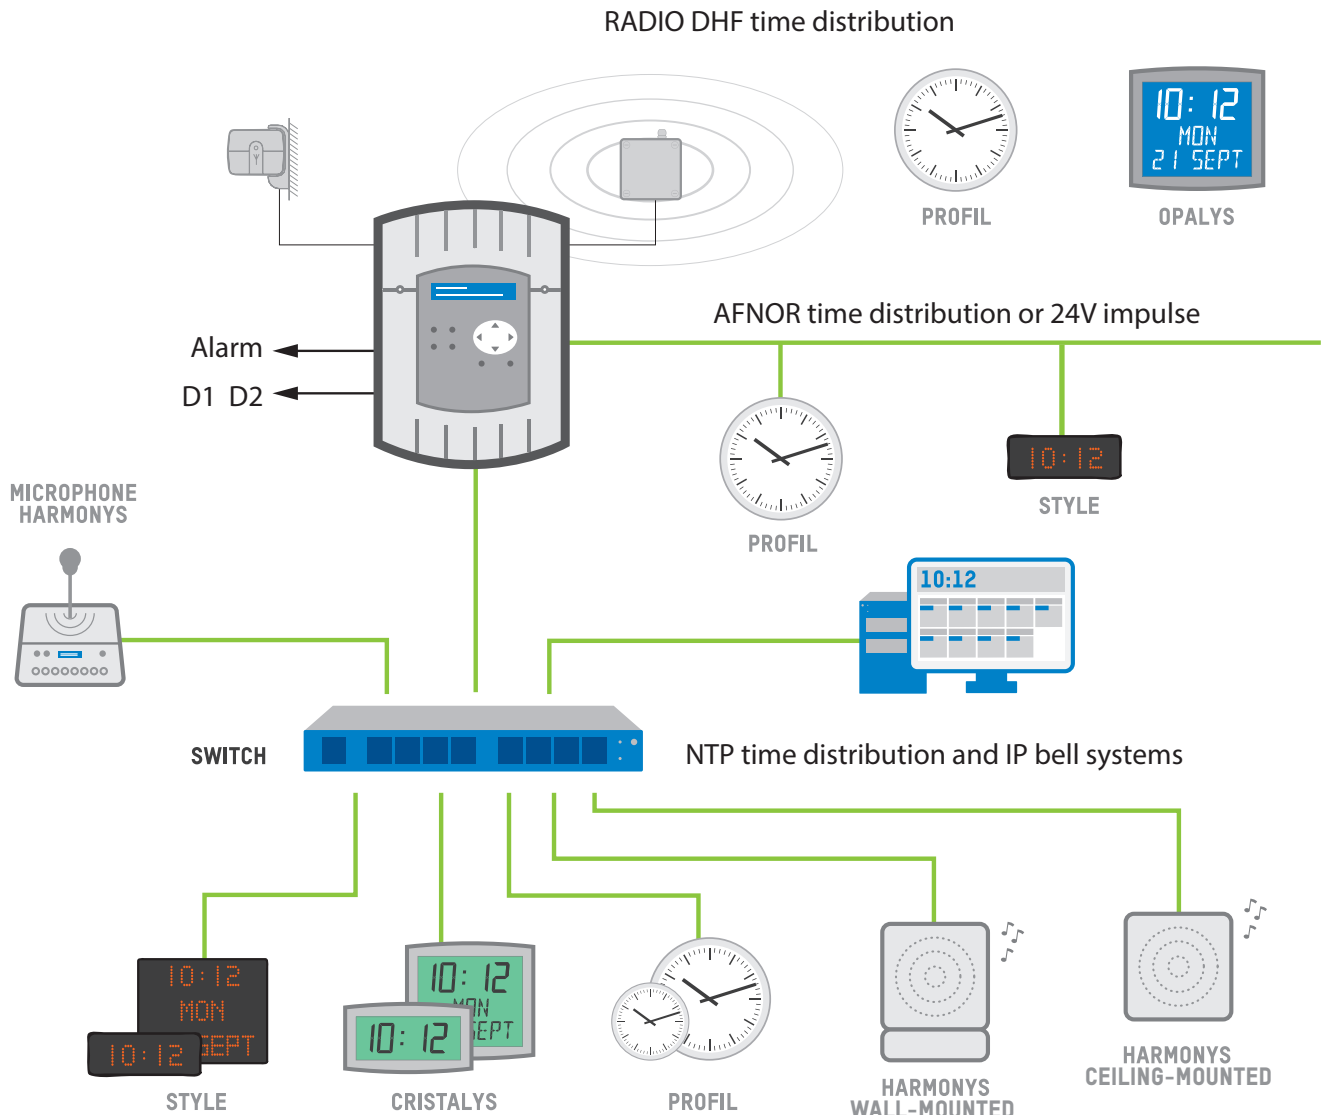 RADIO DHF time distribution
10:12
MON
21 SEPT
PROFIL
OPALYS
AFNOR time distribution or 24V impulse
Alarm
D1 D2
10:12
STYLE
PROFIL
MICROPHONE
HARMONYS
10:12
SWITCH
NTP time distribution and IP bell systems
10:12
MON
SEPT
10:12
10:12
MON
SEPT
10:12
STYLE
CRISTALYS
PROFIL
HARMONYS
WALL-MOUNTED
HARMONYS
CEILING-MOUNTED